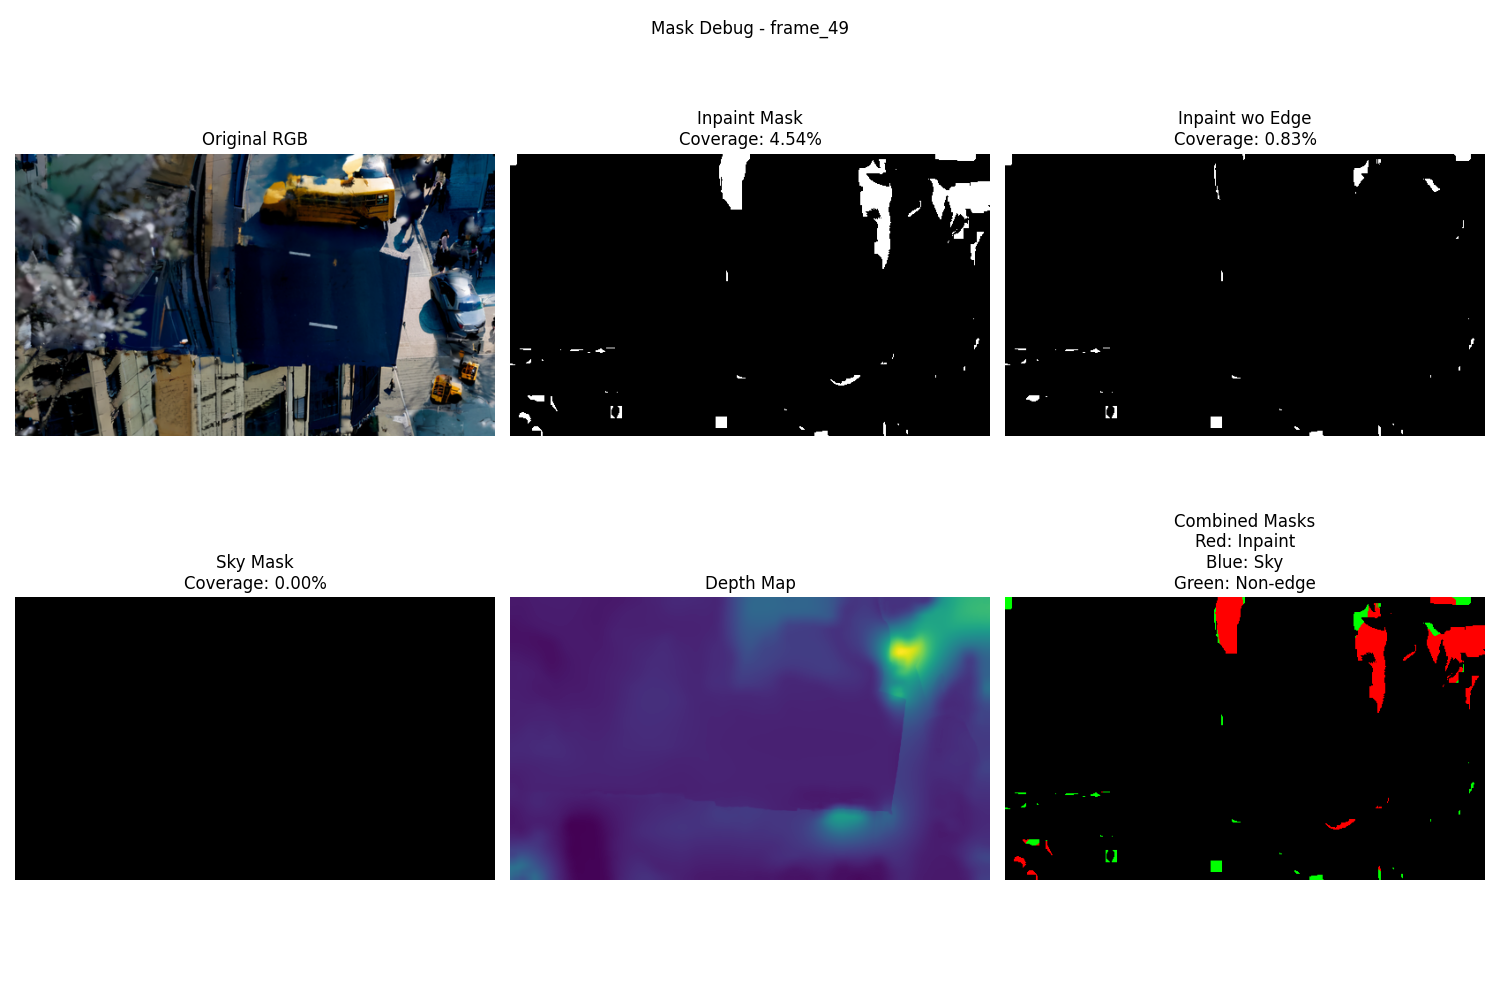 Mask Debug - frame_49
Original RGB
Inpaint Mask
Coverage: 4.54%
Inpaint wo Edge
Coverage: 0.83%
Sky Mask
Coverage: 0.00%
Depth Map
Combined Masks
Red: Inpaint
Blue: Sky
Green: Non-edge